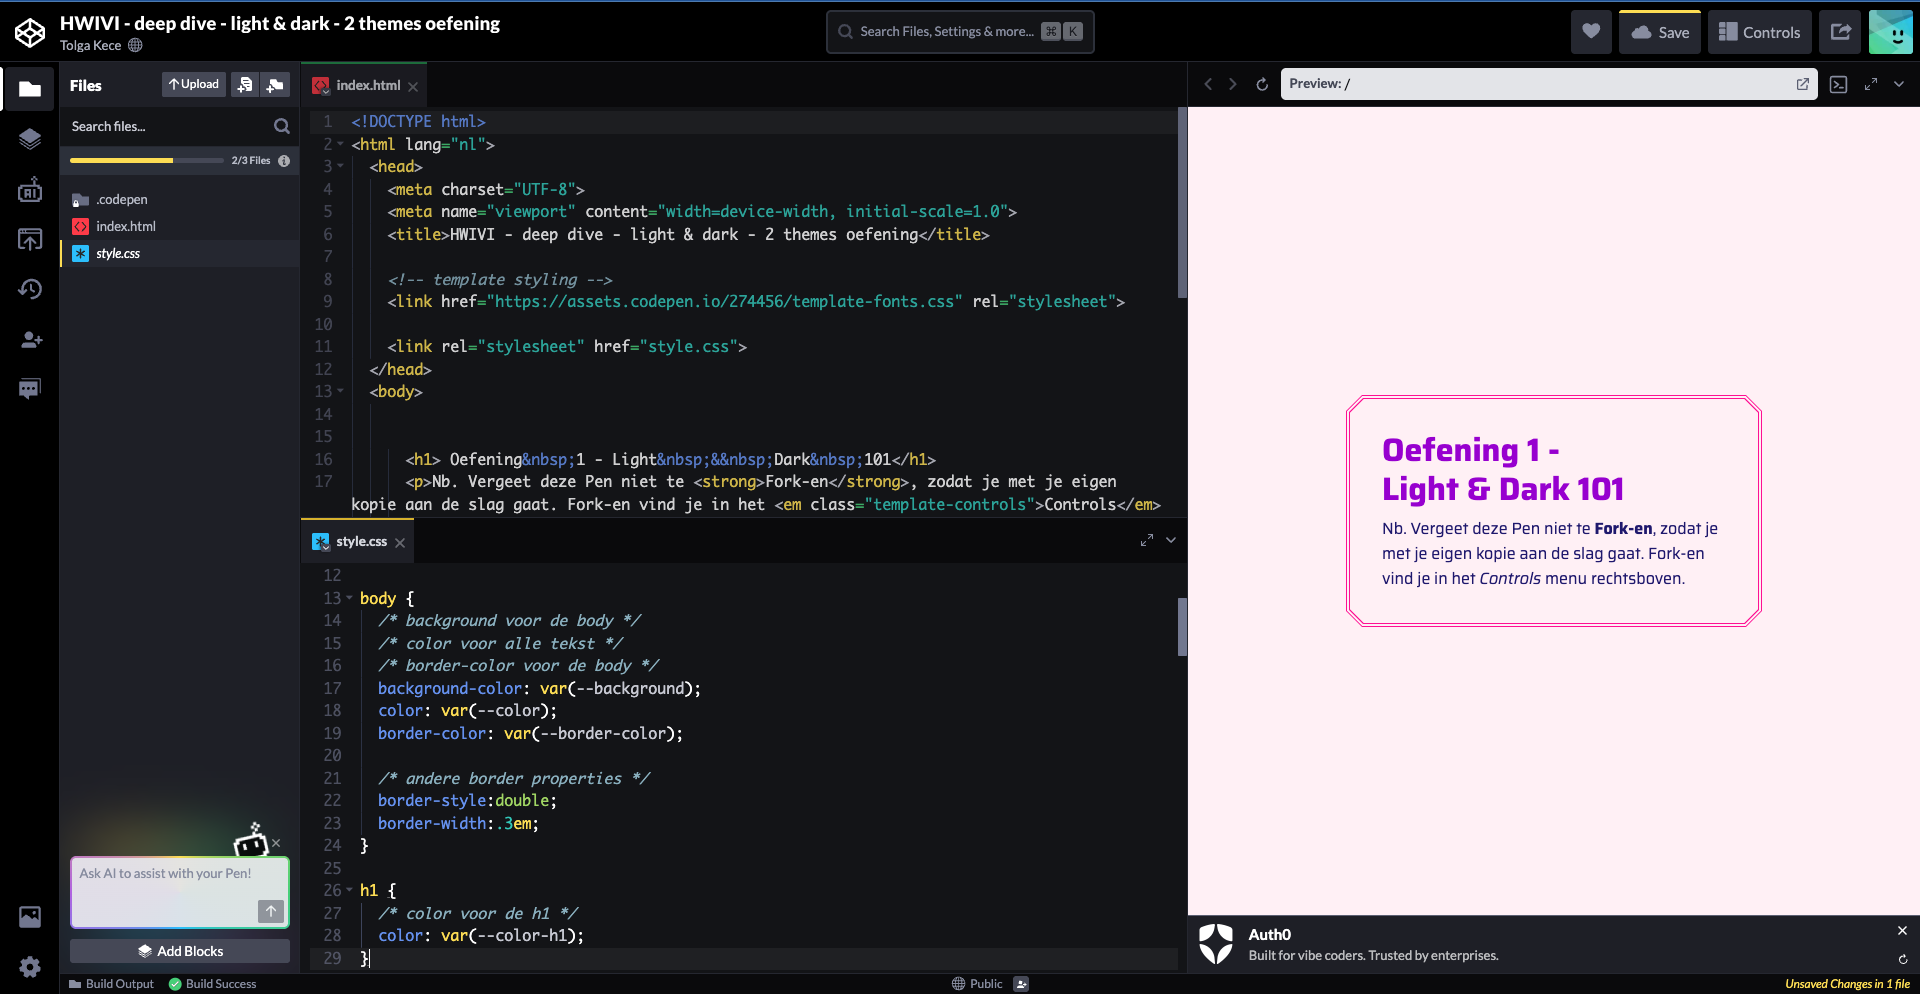 HWIVI - deep dive - light & dark - 2 themes oefening
Tolga Kece
Search Files, Settings & more... ⌘ K
Save
Controls
Files
Upload
Search files...
2/3 Files
.codepen
index.html
style.css
Ask AI to assist with your Pen!
Add Blocks
index.html
1 <!DOCTYPE html>
2 <html lang="nl">
3 <head>
4 <meta charset="UTF-8">
5 <meta name="viewport" content="width=device-width, initial-scale=1.0">
6 <title>HWIVI - deep dive - light & dark - 2 themes oefening</title>
7
8 <!-- template styling -->
9 <link href="https://assets.codepen.io/274456/template-fonts.css" rel="stylesheet">
10
11 <link rel="stylesheet" href="style.css">
12 </head>
13 <body>
14
15
16 <h1> Oefening&nbsp;1 - Light&nbsp;&&nbsp;Dark&nbsp;101</h1>
17 <p>Nb. Vergeet deze Pen niet te <strong>Fork-en</strong>, zodat je met je eigen
kopie aan de slag gaat. Fork-en vind je in het <em class="template-controls">Controls</em>
style.css
12
13 body {
14 /* background voor de body */
15 /* color voor alle tekst */
16 /* border-color voor de body */
17 background-color: var(--background);
18 color: var(--color);
19 border-color: var(--border-color);
20
21 /* andere border properties */
22 border-style:double;
23 border-width:.3em;
24 }
25
26 h1 {
27 /* color voor de h1 */
28 color: var(--color-h1);
29 }
Preview: /
Oefening 1 -
Light & Dark 101
Nb. Vergeet deze Pen niet te Fork-en, zodat je
met je eigen kopie aan de slag gaat. Fork-en
vind je in het Controls menu rechtsboven.
Auth0
Built for vibe coders. Trusted by enterprises.
Build Output
Build Success
Public
Unsaved Changes in 1 file